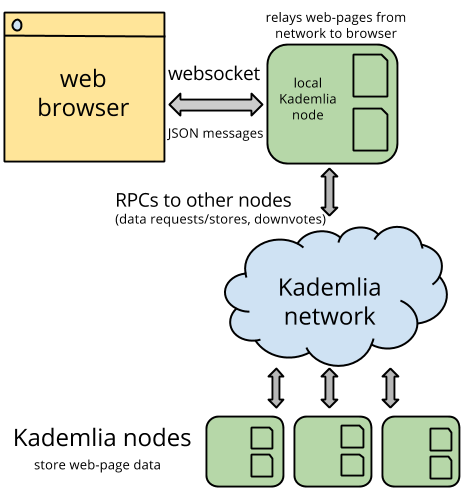 relays web-pages from
network to browser
web
browser
websocket
JSON messages
local
Kademlia
node
RPCs to other nodes
(data requests/stores, downvotes)
Kademlia
network
Kademlia nodes
store web-page data